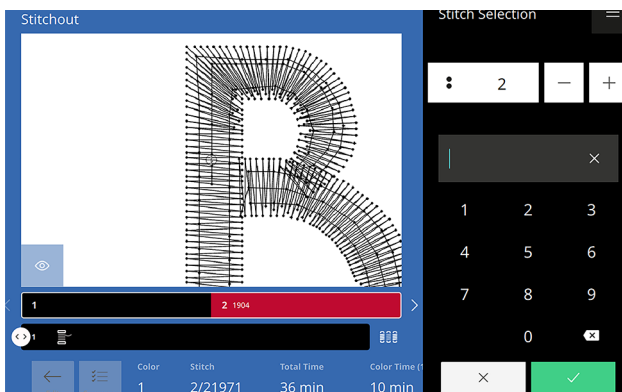 Stitchout
Stitch Selection
2
1 2 3
4 5 6
7 8 9
0
1
2 1904
1
Color Stitch Total Time Color Time (1
1 2/21971 36 min 10 min